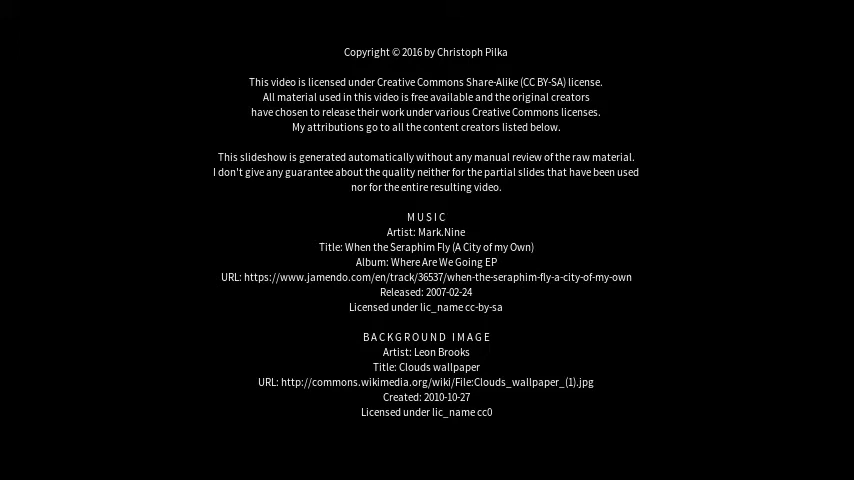 Copyright © 2016 by Christoph Pilka
This video is licensed under Creative Commons Share-Alike (CC BY-SA) license.
All material used in this video is free available and the original creators
have chosen to release their work under various Creative Commons licenses.
My attributions go to all the content creators listed below.
This slideshow is generated automatically without any manual review of the raw material.
I don't give any guarantee about the quality neither for the partial slides that have been used
nor for the entire resulting video.
M U S I C
Artist: Mark.Nine
Title: When the Seraphim Fly (A City of my Own)
Album: Where Are We Going EP
URL: https://www.jamendo.com/en/track/36537/when-the-seraphim-fly-a-city-of-my-own
Released: 2007-02-24
Licensed under lic_name cc-by-sa
B A C K G R O U N D   I M A G E
Artist: Leon Brooks
Title: Clouds wallpaper
URL: http://commons.wikimedia.org/wiki/File:Clouds_wallpaper_(1).jpg
Created: 2010-10-27
Licensed under lic_name cc0